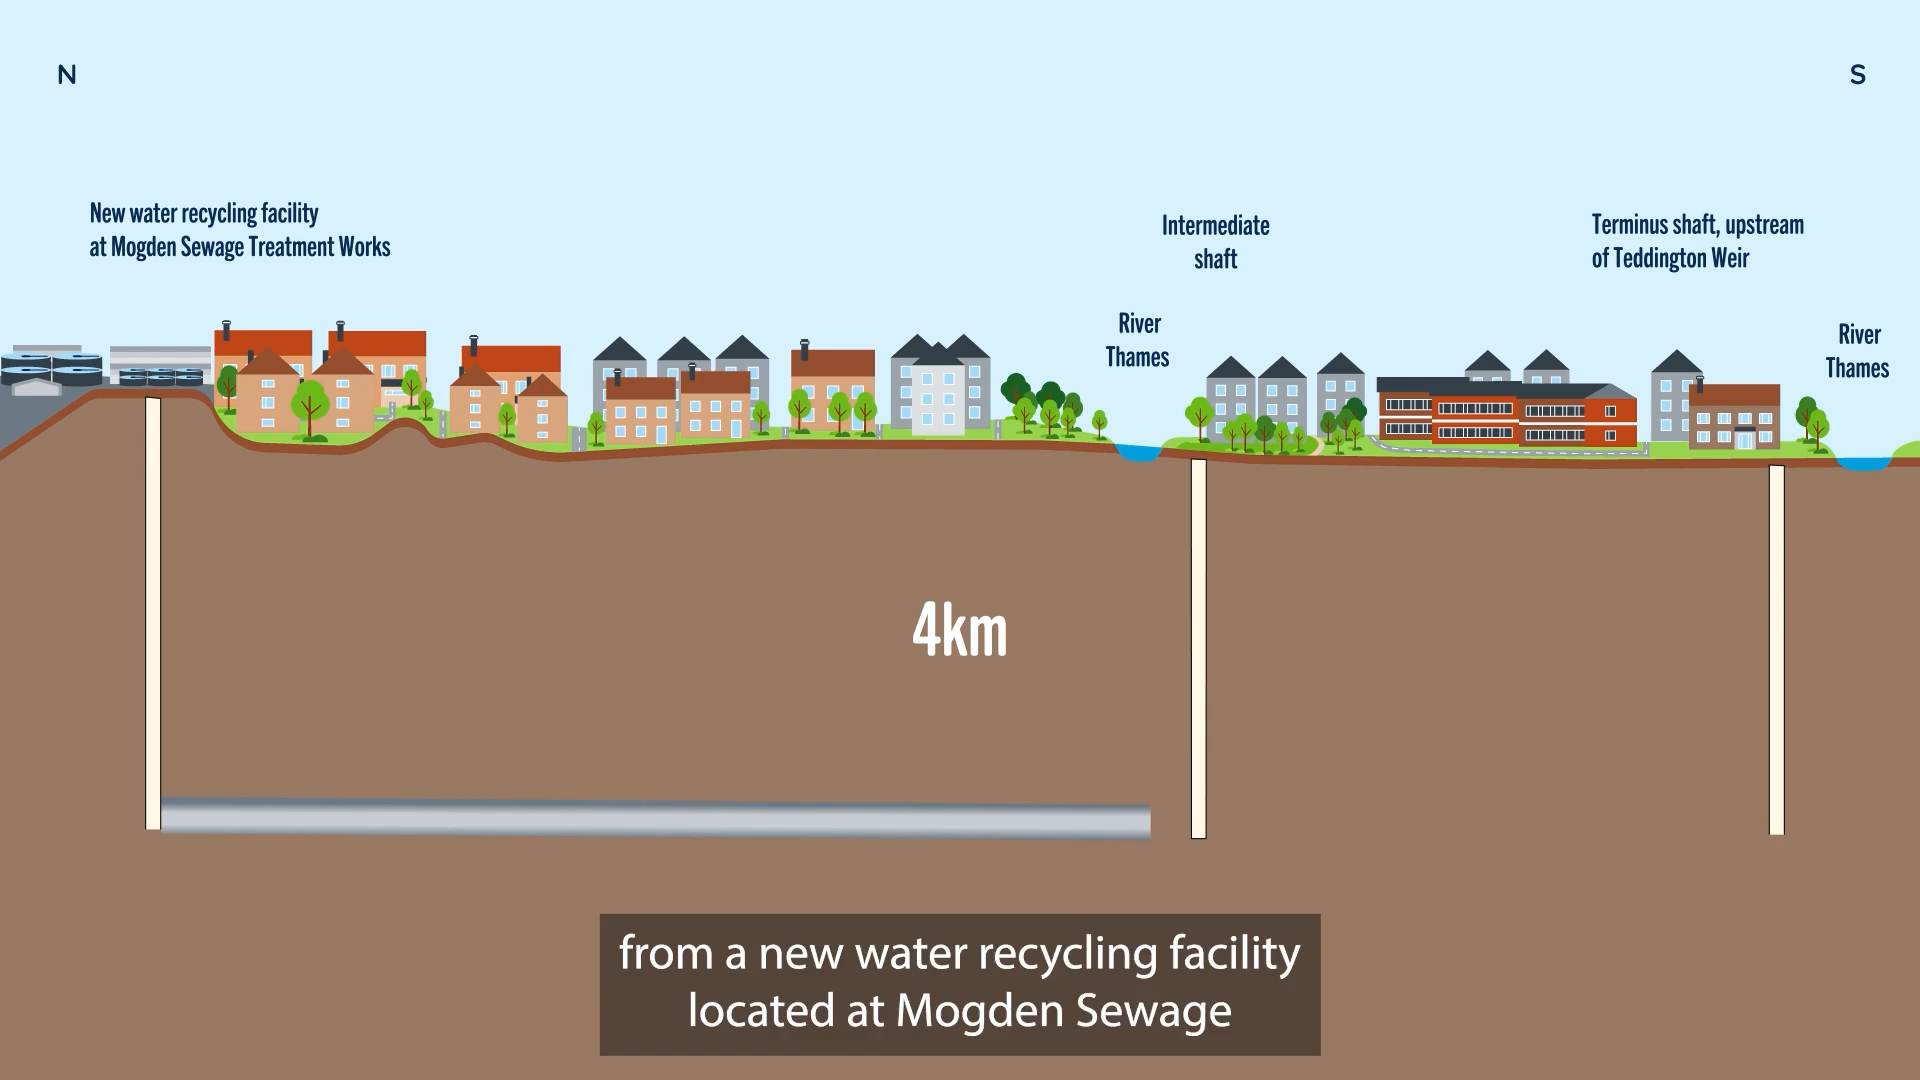 N
S
New water recycling facility
at Mogden Sewage Treatment Works
Intermediate
shaft
Terminus shaft, upstream
of Teddington Weir
River
Thames
River
Thames
4km
from a new water recycling facility
located at Mogden Sewage